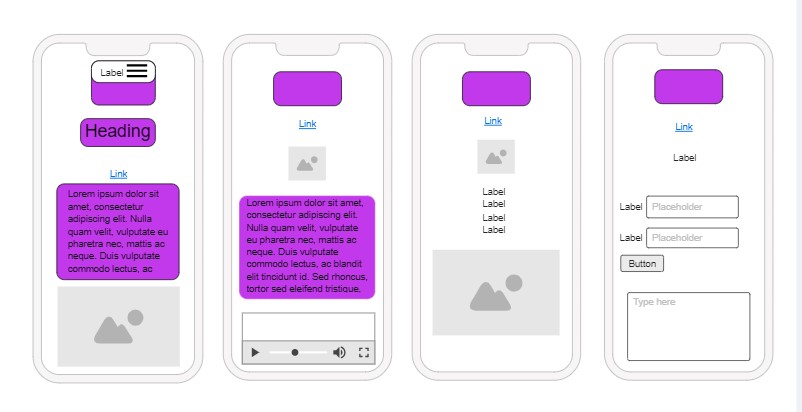 Label
Heading
Link
Lorem ipsum dolor sit
amet, consectetur
adipiscing elit. Nulla
quam velit, vulputate eu
pharetra nec, mattis ac
neque. Duis vulputate
commodo lectus, ac
Link
Lorem ipsum dolor sit amet,
consectetur adipiscing elit.
Nulla quam velit, vulputate
eu pharetra nec, mattis ac
neque. Duis vulputate
commodo lectus, ac blandit
elit tincidunt id. Sed rhoncus,
tortor sed eleifend tristique,
Link
Label
Label
Label
Label
Link
Label
Label Placeholder
Label Placeholder
Button
Type here